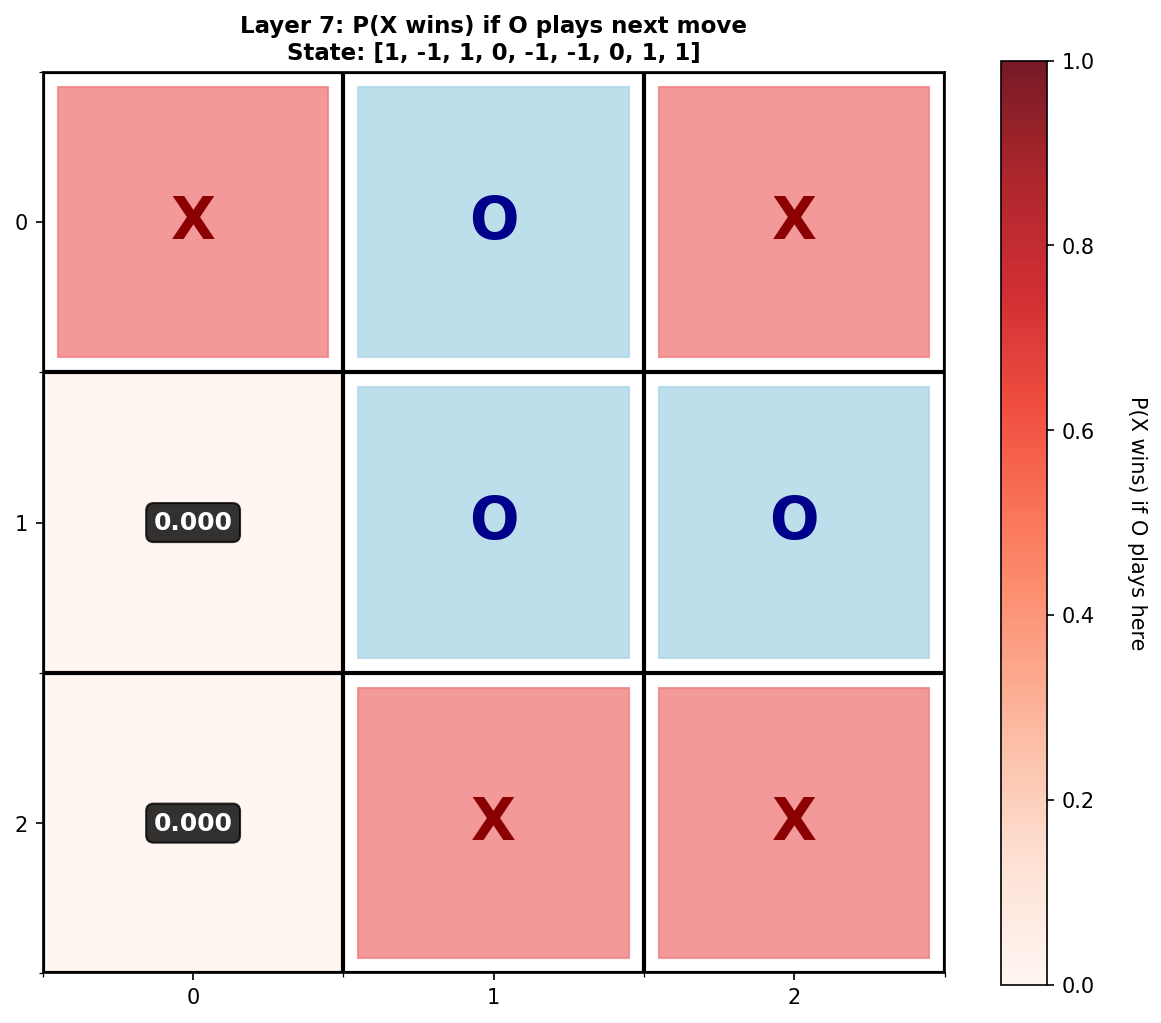 Layer 7: P(X wins) if O plays next move
State: [1, -1, 1, 0, -1, -1, 0, 1, 1]
X O X
0
0.000 O O
1
0.000 X X
2
0 1 2
1.0
0.8
0.6
0.4
0.2
0.0
P(X wins) if O plays here